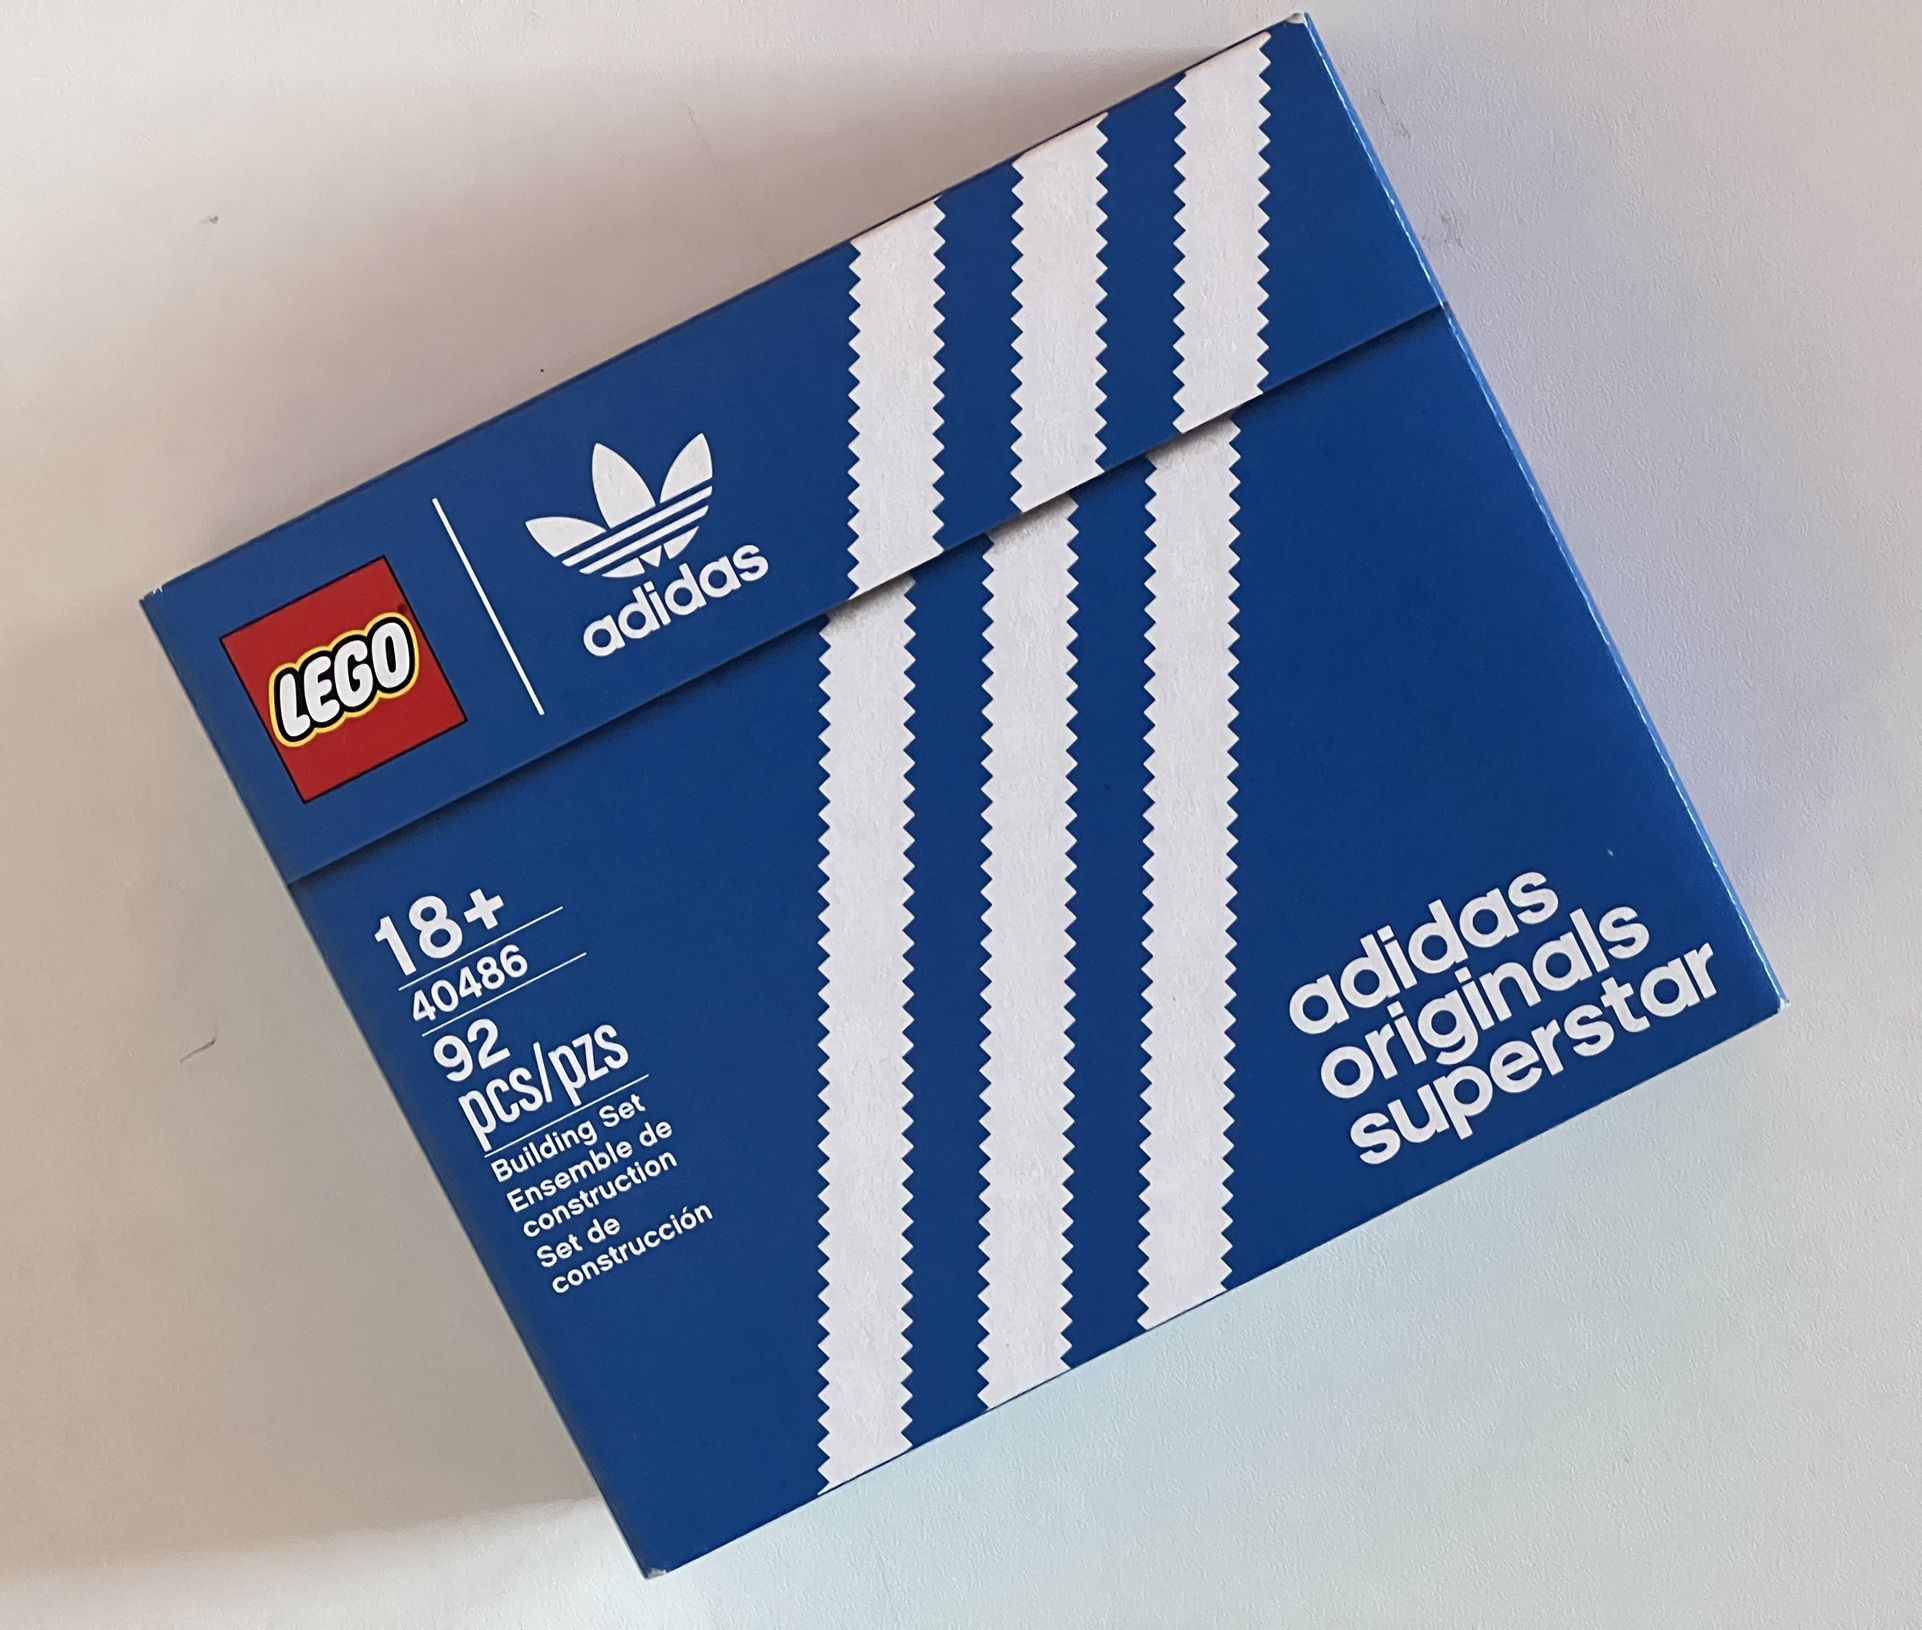 LEGO®
adidas
18+
40486
92
pcs/pzs
Building Set
Ensemble de
construction
Set de
construcción
adidas
originals
superstar